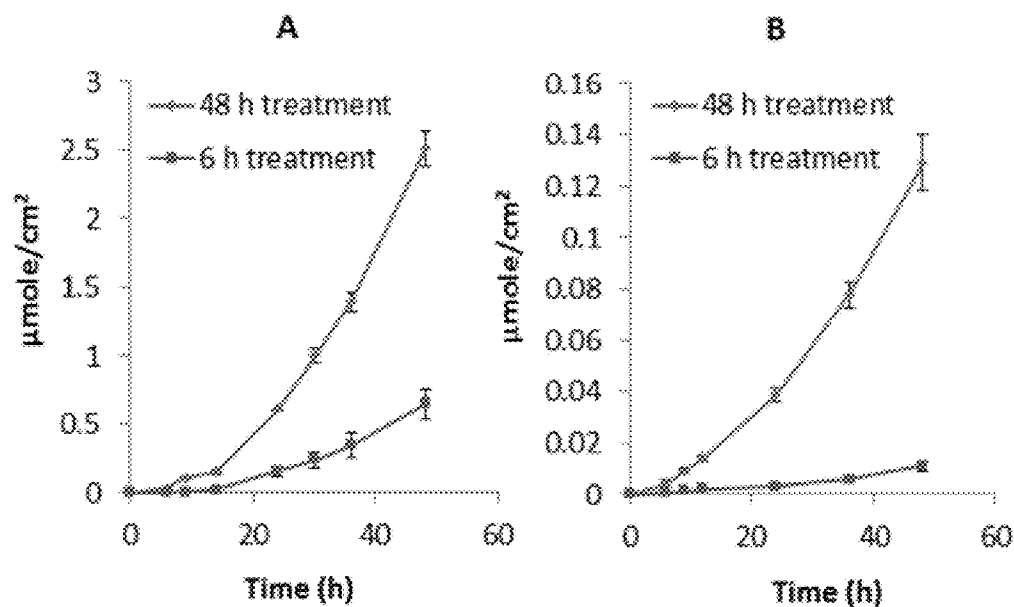 A
3
2.5
2
1.5
1
0.5
0
μmole/cm²
48 h treatment
6 h treatment
0
20
40
60
Time (h)
B
0.16
0.14
0.12
0.1
0.08
0.06
0.04
0.02
0
μmole/cm²
48 h treatment
6 h treatment
0
20
40
60
Time (h)